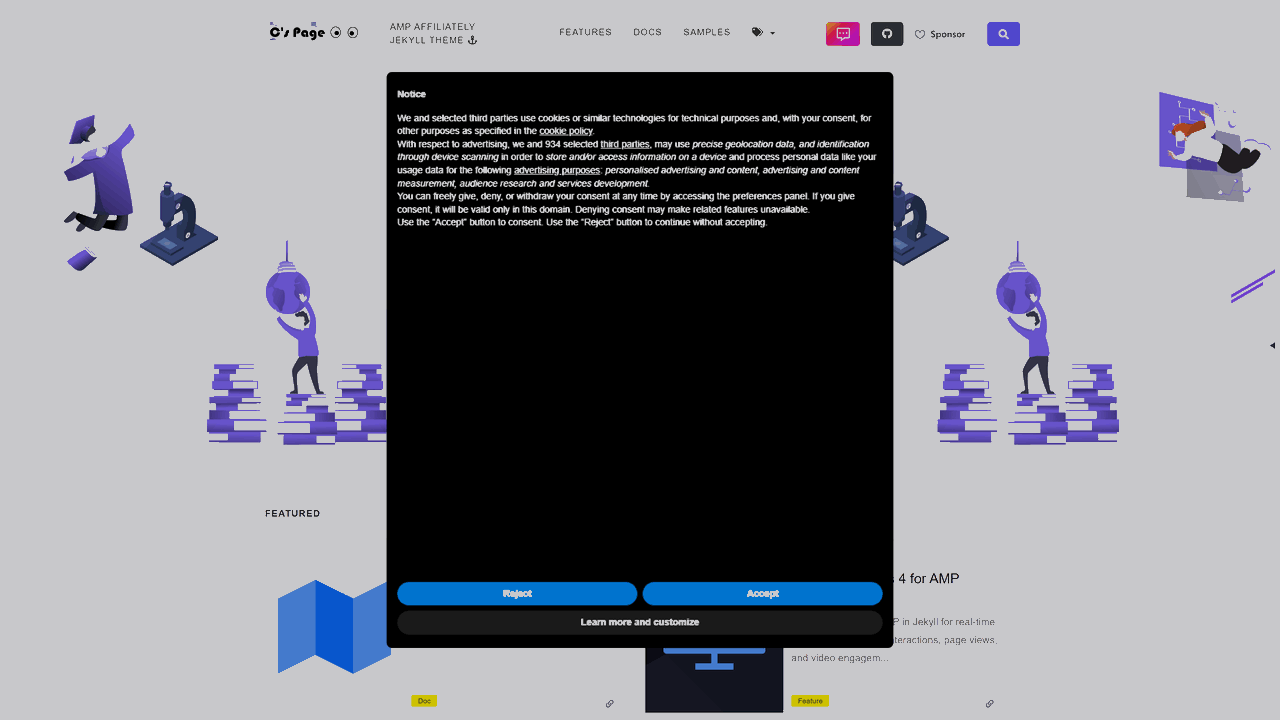 C's Page
AMP AFFILIATELY
JEKYLL THEME
FEATURES
DOCS
SAMPLES
Sponsor
Notice
We and selected third parties use cookies or similar technologies for technical purposes and, with your consent, for
other purposes as specified in the cookie policy.
With respect to advertising, we and 934 selected third parties, may use precise geolocation data, and identification
through device scanning in order to store and/or access information on a device and process personal data like your
usage data for the following advertising purposes: personalised advertising and content, advertising and content
measurement, audience research and services development.
You can freely give, deny, or withdraw your consent at any time by accessing the preferences panel. If you give
consent, it will be valid only in this domain. Denying consent may make related features unavailable.
Use the “Accept” button to consent. Use the “Reject” button to continue without accepting.
Reject
Accept
Learn more and customize
FEATURED
4 for AMP
in Jekyll for real-time
interactions, page views,
and video engagem...
Doc
Feature